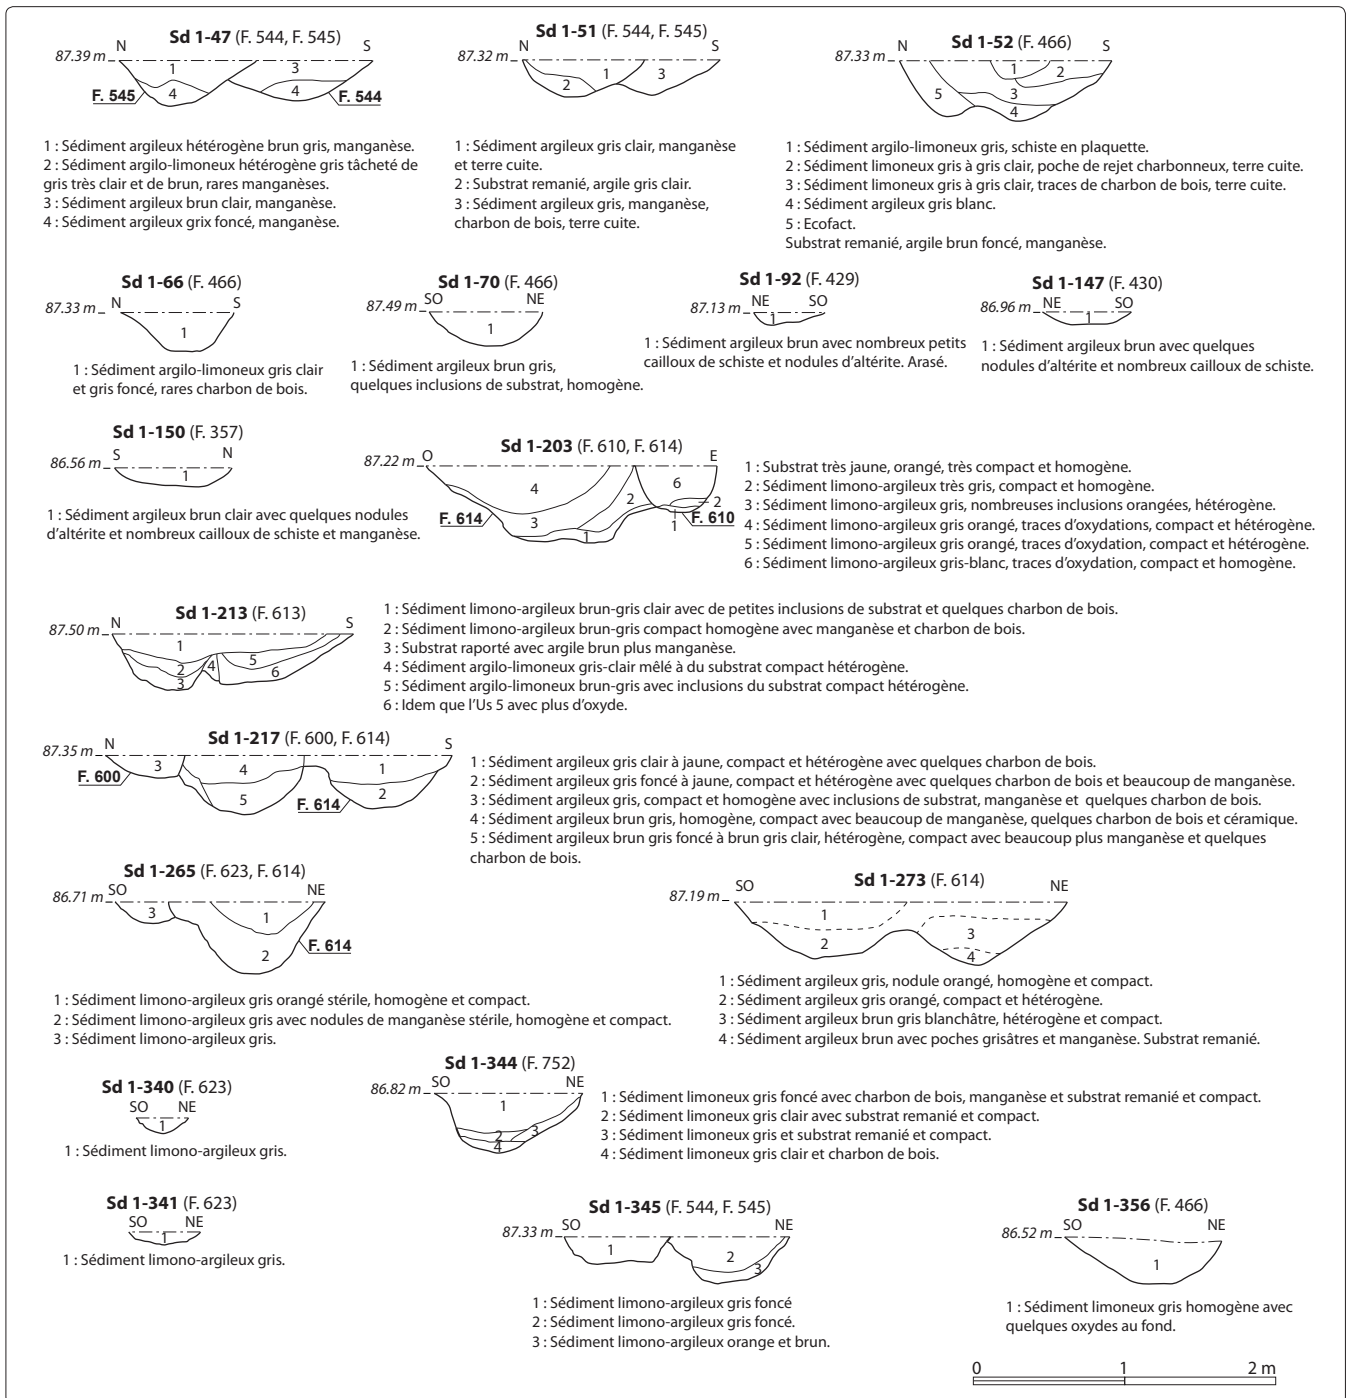 Sd 1-47 (F. 544, F. 545)
N S
87.39 m
1 3
4 4
F. 545 F. 544
1 : Sédiment argileux hétérogène brun gris, manganèse.
2 : Sédiment argilo-limoneux hétérogène gris tâcheté de
gris très clair et de brun, rares manganèses.
3 : Sédiment argileux brun clair, manganèse.
4 : Sédiment argileux grix foncé, manganèse.
Sd 1-51 (F. 544, F. 545)
N S
87.32 m
1 3
2
1 : Sédiment argileux gris clair, manganèse
et terre cuite.
2 : Substrat remanié, argile gris clair.
3 : Sédiment argileux gris, manganèse,
charbon de bois, terre cuite.
Sd 1-52 (F. 466)
N S
87.33 m
1 2
5 3
4
1 : Sédiment argilo-limoneux gris, schiste en plaquette.
2 : Sédiment limoneux gris à gris clair, poche de rejet charbonneux, terre cuite.
3 : Sédiment limoneux gris à gris clair, traces de charbon de bois, terre cuite.
4 : Sédiment argileux gris blanc.
5 : Ecofact.
Substrat remanié, argile brun foncé, manganèse.
Sd 1-66 (F. 466)
87.33 m N S
1
1 : Sédiment argilo-limoneux gris clair
et gris foncé, rares charbon de bois.
Sd 1-70 (F. 466)
87.49 m SO NE
1
1 : Sédiment argileux brun gris,
quelques inclusions de substrat, homogène.
Sd 1-92 (F. 429)
87.13 m NE SO
1
1 : Sédiment argileux brun avec nombreux petits
cailloux de schiste et nodules d'altérite. Arasé.
Sd 1-147 (F. 430)
86.96 m NE SO
1
1 : Sédiment argileux brun avec quelques
nodules d'altérite et nombreux cailloux de schiste.
Sd 1-150 (F. 357)
86.56 m S N
1
1 : Sédiment argileux brun clair avec quelques nodules
d'altérite et nombreux cailloux de schiste et manganèse.
Sd 1-203 (F. 610, F. 614)
87.22 m O E
4 6
2 2
F. 614 3 1 F. 610
1
1 : Substrat très jaune, orangé, très compact et homogène.
2 : Sédiment limono-argileux très gris, compact et homogène.
3 : Sédiment limono-argileux gris, nombreuses inclusions orangées, hétérogène.
4 : Sédiment limono-argileux gris orangé, traces d'oxydations, compact et hétérogène.
5 : Sédiment limono-argileux gris orangé, traces d'oxydation, compact et hétérogène.
6 : Sédiment limono-argileux gris-blanc, traces d'oxydation, compact et homogène.
Sd 1-213 (F. 613)
87.50 m N S
1
2 4 5
3 6
1 : Sédiment limono-argileux brun-gris clair avec de petites inclusions de substrat et quelques charbon de bois.
2 : Sédiment limono-argileux brun-gris compact homogène avec manganèse et charbon de bois.
3 : Substrat raporté avec argile brun plus manganèse.
4 : Sédiment argilo-limoneux gris-clair mêlé à du substrat compact hétérogène.
5 : Sédiment argilo-limoneux brun-gris avec inclusions du substrat compact hétérogène.
6 : Idem que l'Us 5 avec plus d'oxyde.
Sd 1-217 (F. 600, F. 614)
87.35 m N S
3 4 1
F. 600 5 F. 614 2
1 : Sédiment argileux gris clair à jaune, compact et hétérogène avec quelques charbon de bois.
2 : Sédiment argileux gris foncé à jaune, compact et hétérogène avec quelques charbon de bois et beaucoup de manganèse.
3 : Sédiment argileux gris, compact et homogène avec inclusions de substrat, manganèse et quelques charbon de bois.
4 : Sédiment argileux brun gris, homogène, compact avec beaucoup de manganèse, quelques charbon de bois et céramique.
5 : Sédiment argileux brun gris foncé à brun gris clair, hétérogène, compact avec beaucoup plus manganèse et quelques
charbon de bois.
Sd 1-265 (F. 623, F. 614)
86.71 m SO NE
3 1
2 F. 614
1 : Sédiment limono-argileux gris orangé stérile, homogène et compact.
2 : Sédiment limono-argileux gris avec nodules de manganèse stérile, homogène et compact.
3 : Sédiment limono-argileux gris.
Sd 1-273 (F. 614)
87.19 m SO NE
1
2 3
4
1 : Sédiment argileux gris, nodule orangé, homogène et compact.
2 : Sédiment argileux gris orangé, compact et hétérogène.
3 : Sédiment argileux brun gris blanchâtre, hétérogène et compact.
4 : Sédiment argileux brun avec poches grisâtres et manganèse. Substrat remanié.
Sd 1-340 (F. 623)
SO NE
1
1 : Sédiment limono-argileux gris.
Sd 1-344 (F. 752)
86.82 m SO NE
1
2 3
4
1 : Sédiment limoneux gris foncé avec charbon de bois, manganèse et substrat remanié et compact.
2 : Sédiment limoneux gris clair avec substrat remanié et compact.
3 : Sédiment limoneux gris et substrat remanié et compact.
4 : Sédiment limoneux gris clair et charbon de bois.
Sd 1-341 (F. 623)
SO NE
1
1 : Sédiment limono-argileux gris.
Sd 1-345 (F. 544, F. 545)
87.33 m SO NE
1 2
3
1 : Sédiment limono-argileux gris foncé
2 : Sédiment limono-argileux gris foncé.
3 : Sédiment limono-argileux orange et brun.
Sd 1-356 (F. 466)
86.52 m SO NE
1
1 : Sédiment limoneux gris homogène avec
quelques oxydes au fond.
0 1 2 m